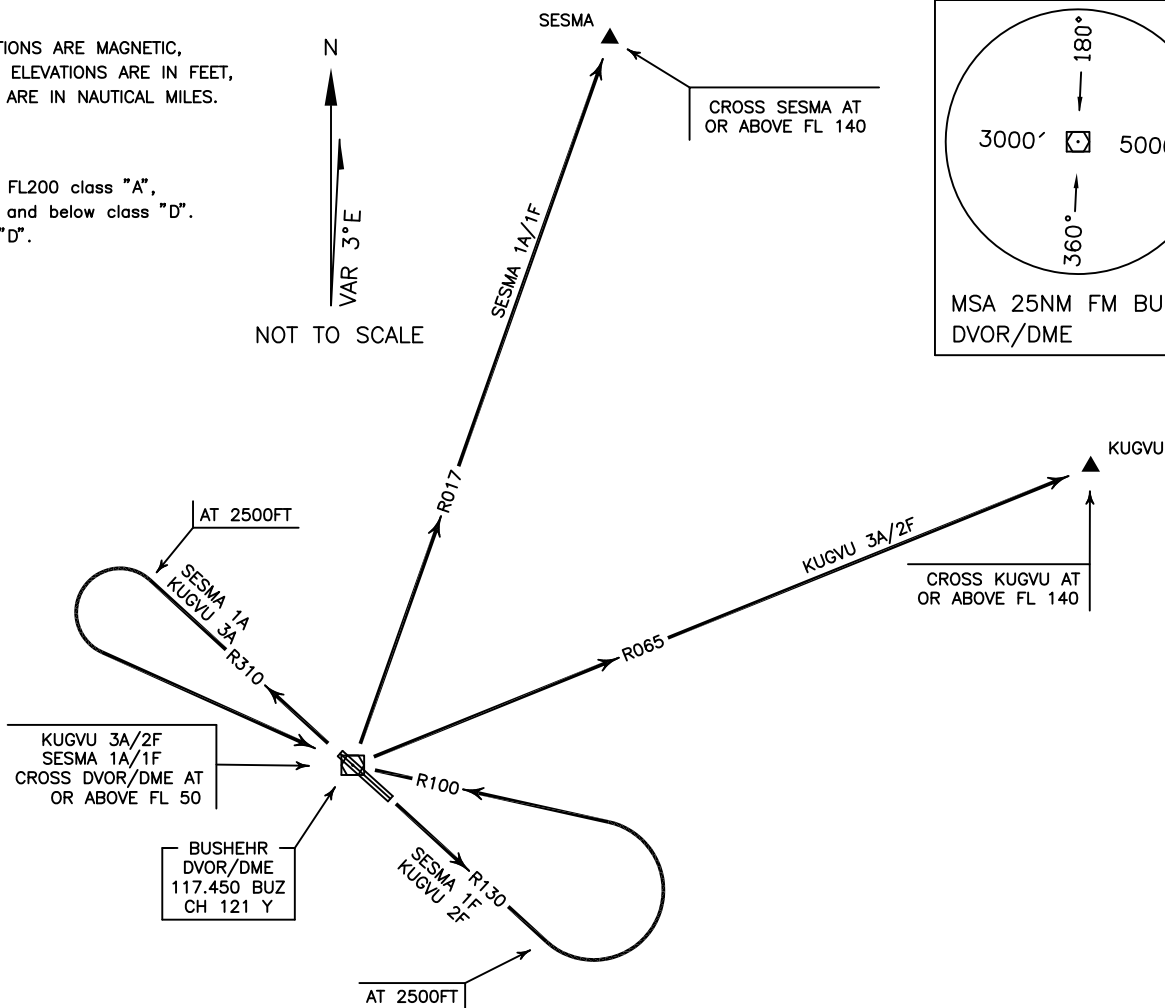 TIONS ARE MAGNETIC,
ELEVATIONS ARE IN FEET,
ARE IN NAUTICAL MILES.
FL200 class "A",
and below class "D".
"D".
N
VAR 3°E
NOT TO SCALE
SESMA
CROSS SESMA AT
OR ABOVE FL 140
180°
3000′
5000
360°
MSA 25NM FM BU
DVOR/DME
SESMA 1A/1F
R017
KUGVU
KUGVU 3A/2F
R065
CROSS KUGVU AT
OR ABOVE FL 140
AT 2500FT
SESMA 1A
KUGVU 3A
R310
KUGVU 3A/2F
SESMA 1A/1F
CROSS DVOR/DME AT
OR ABOVE FL 50
R100
BUSHEHR
DVOR/DME
117.450 BUZ
CH 121 Y
SESMA 1F
KUGVU 2F
R130
AT 2500FT